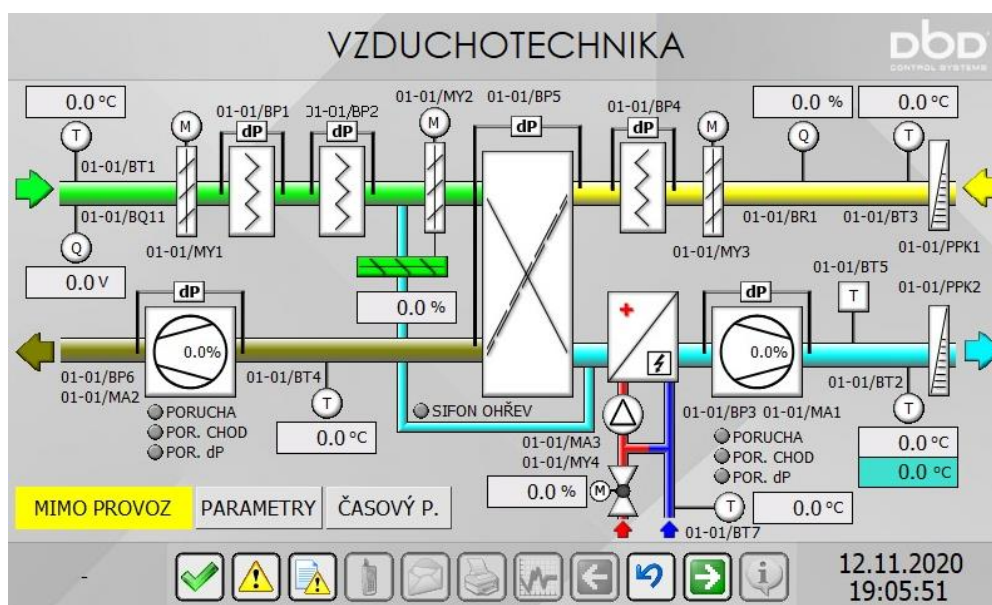 VZDUCHOTECHNIKA
DBD
CONTROL SYSTEMS
0.0 °C
01-01/BP1
01-01/BP2
01-01/MY2
01-01/BP5
01-01/BP4
0.0 %
0.0 °C
T
M
dP
dP
M
dP
dP
M
Q
T
01-01/BT1
01-01/BQ11
01-01/BR1
01-01/BT3
Q
01-01/MY1
01-01/MY3
01-01/PPK1
0.0 V
01-01/BT5
dP
0.0 %
dP
T
01-01/PPK2
0.0%
0.0%
01-01/BP6
01-01/BT4
01-01/BT2
01-01/MA2
T
SIFON OHŘEV
01-01/BP3
01-01/MA1
T
PORUCHA
POR. CHOD
POR. dP
0.0 °C
01-01/MA3
01-01/MY4
PORUCHA
POR. CHOD
POR. dP
0.0 °C
0.0 °C
0.0 %
M
T
0.0 °C
01-01/BT7
MIMO PROVOZ
PARAMETRY
ČASOVÝ P.
-
12.11.2020
19:05:51